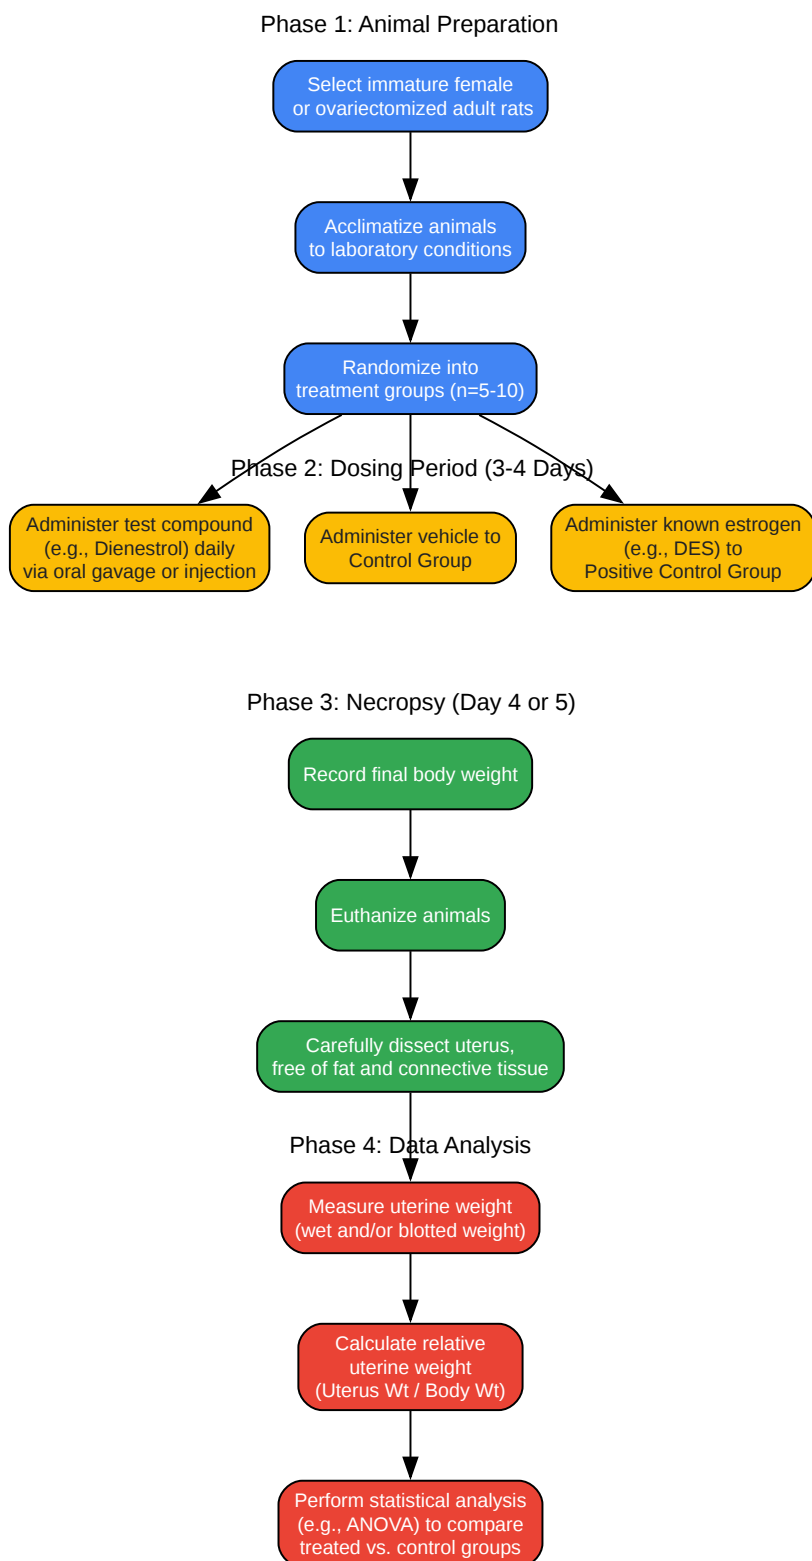 Phase 1: Animal Preparation
Select immature female
or ovariectomized adult rats
Acclimatize animals
to laboratory conditions
Randomize into
treatment groups (n=5-10)
Phase 2: Dosing Period (3-4 Days)
Administer test compound
(e.g., Dienestrol) daily
via oral gavage or injection
Administer vehicle to
Control Group
Administer known estrogen
(e.g., DES) to
Positive Control Group
Phase 3: Necropsy (Day 4 or 5)
Record final body weight
Euthanize animals
Carefully dissect uterus,
free of fat and connective tissue
Phase 4: Data Analysis
Measure uterine weight
(wet and/or blotted weight)
Calculate relative
uterine weight
(Uterus Wt / Body Wt)
Perform statistical analysis
(e.g., ANOVA) to compare
treated vs. control groups